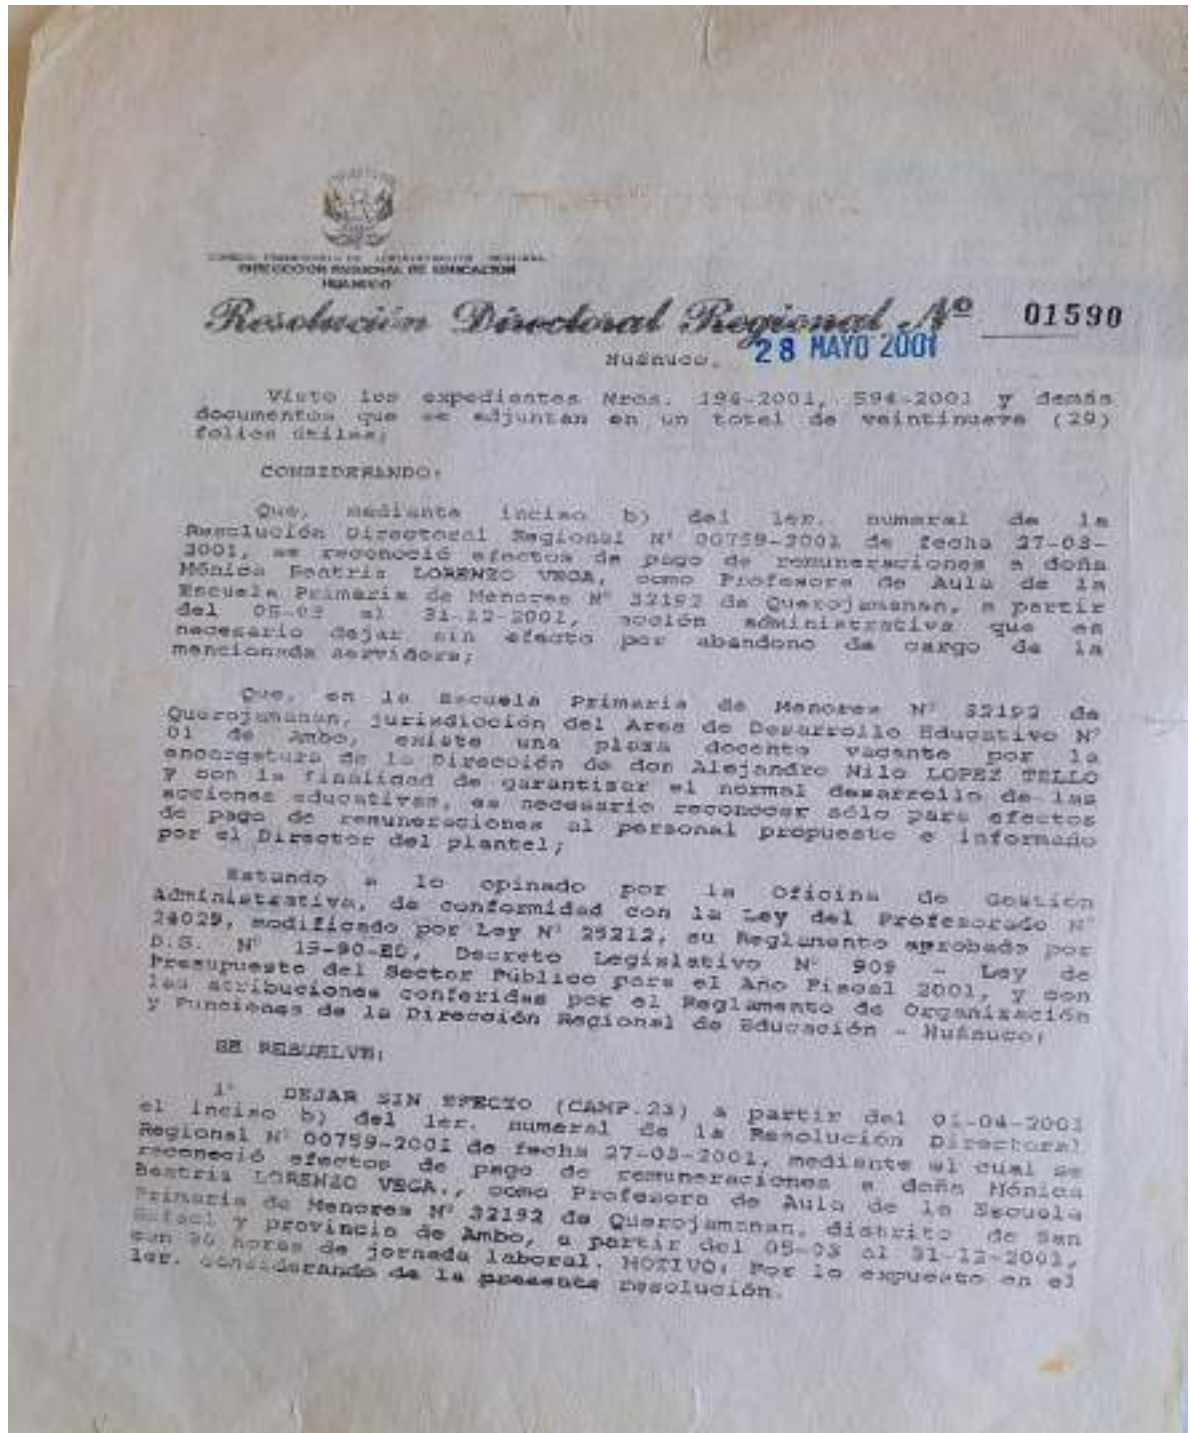 DIRECCION REGIONAL DE EDUCACION
HUANUCO
Resolución Directoral Regional Nº 01590
Huánuco, 28 MAYO 2001
Visto los expedientes Nros. 194-2001, 594-2001 y demás
documentos que se adjuntan en un total de veintinueve (29)
folios útiles;
CONSIDERANDO:
Que, mediante inciso b) del 1er. numeral de la
Resolución Directoral Regional Nº 00759-2001 de fecha 27-03-
2001, se reconoció efectos de pago de remuneraciones a doña
Mónica Beatriz LORENZO VEGA, como Profesora de Aula de la
Escuela Primaria de Menores Nº 32192 de Querojamanan, a partir
del 05-03 al 31-12-2001, acción administrativa que es
necesario dejar sin efecto por abandono de cargo de la
mencionada servidora;
Que, en la Escuela Primaria de Menores Nº 32192 de
Querojamanan, jurisdicción del Area de Desarrollo Educativo Nº
01 de Ambo, existe una plaza docente vacante por la
encargatura de la Dirección de don Alejandro Nilo LOPEZ TELLO
y con la finalidad de garantizar el normal desarrollo de las
acciones educativas, es necesario reconocer sólo para efectos
de pago de remuneraciones al personal propuesto e informado
por el Director del plantel;
Estando a lo opinado por la Oficina de Gestión
Administrativa, de conformidad con la Ley del Profesorado Nº
24029, modificado por Ley Nº 25212, su Reglamento aprobado por
D.S. Nº 19-90-ED, Decreto Legislativo Nº 909 - Ley de
Presupuesto del Sector Público para el Año Fiscal 2001, y con
las atribuciones conferidas por el Reglamento de Organización
y Funciones de la Dirección Regional de Educación - Huánuco;
SE RESUELVE:
1º DEJAR SIN EFECTO (CAMP.23) a partir del 01-04-2001
el inciso b) del 1er. numeral de la Resolución Directoral
Regional Nº 00759-2001 de fecha 27-03-2001, mediante el cual se
reconoció efectos de pago de remuneraciones a doña Mónica
Beatriz LORENZO VEGA., como Profesora de Aula de la Escuela
Primaria de Menores Nº 32192 de Querojamanan, distrito de San
Rafael y provincia de Ambo, a partir del 05-03 al 31-12-2001,
con 30 horas de jornada laboral. MOTIVO: Por lo expuesto en el
1er. considerando de la presente resolución.